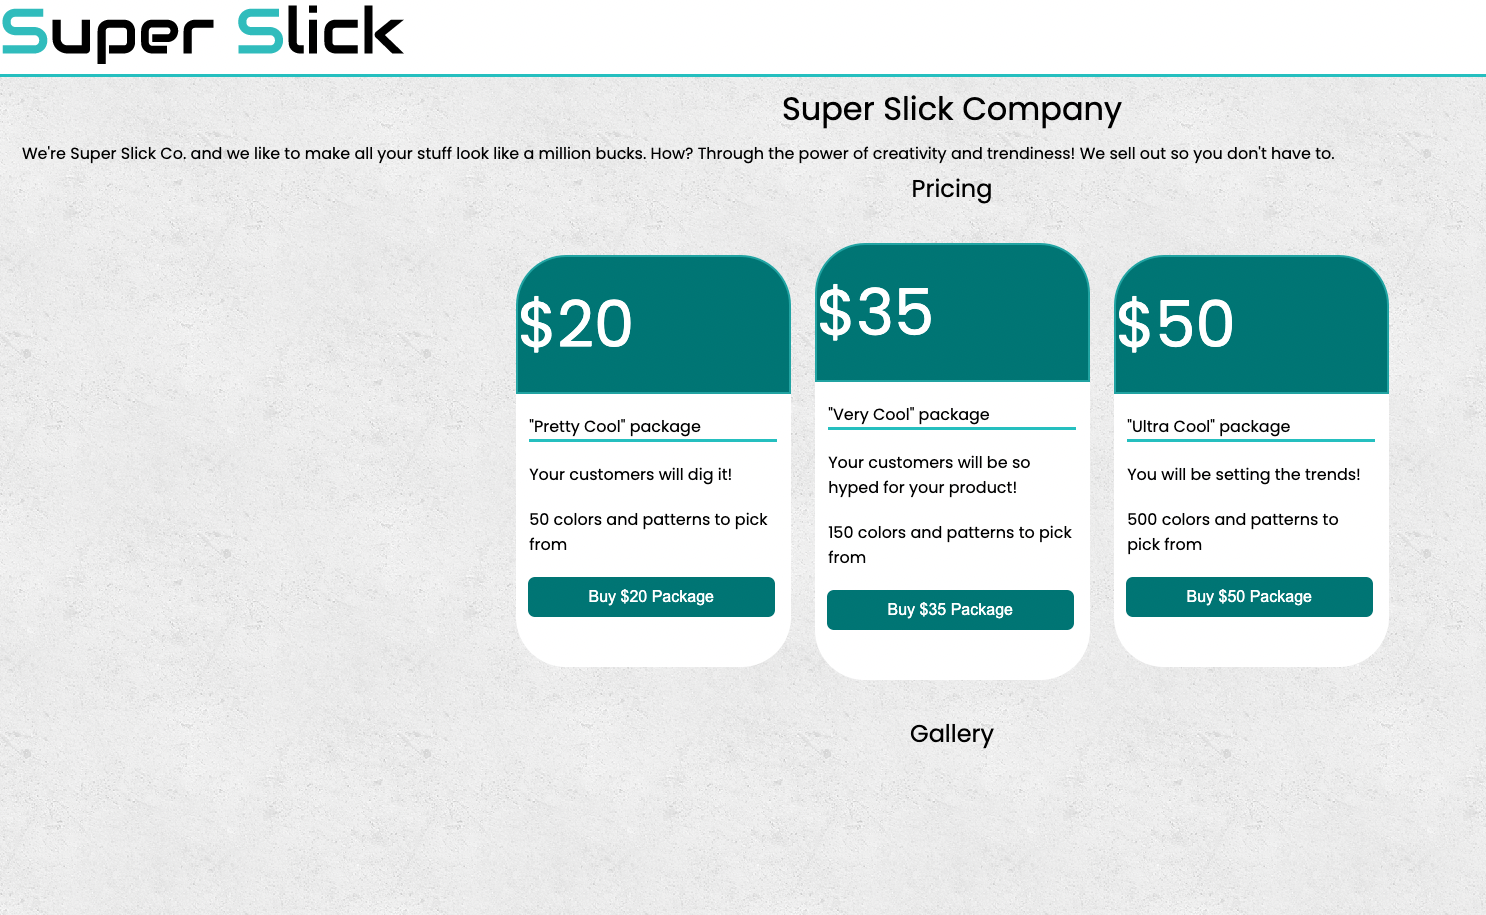 Super Slick
Super Slick Company
We're Super Slick Co. and we like to make all your stuff look like a million bucks. How? Through the power of creativity and trendiness! We sell out so you don't have to.
Pricing
$20
"Pretty Cool" package
Your customers will dig it!
50 colors and patterns to pick
from
Buy $20 Package
$35
"Very Cool" package
Your customers will be so
hyped for your product!
150 colors and patterns to pick
from
Buy $35 Package
$50
"Ultra Cool" package
You will be setting the trends!
500 colors and patterns to
pick from
Buy $50 Package
Gallery